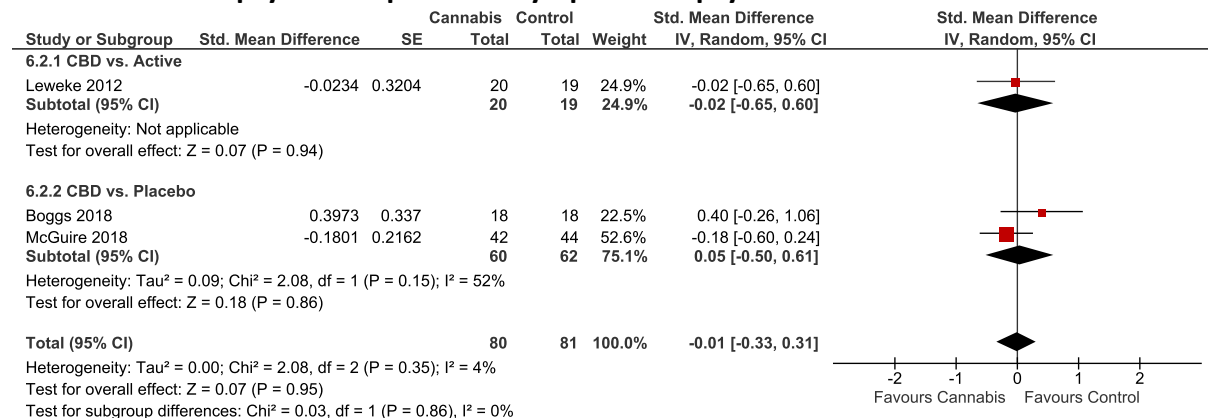 Cannabis Control Std. Mean Difference Std. Mean Difference
Study or Subgroup Std. Mean Difference SE Total Total Weight IV, Random, 95% CI IV, Random, 95% CI
6.2.1 CBD vs. Active
Leweke 2012 -0.0234 0.3204 20 19 24.9% -0.02 [-0.65, 0.60]
Subtotal (95% CI) 20 19 24.9% -0.02 [-0.65, 0.60]
Heterogeneity: Not applicable
Test for overall effect: Z = 0.07 (P = 0.94)
6.2.2 CBD vs. Placebo
Boggs 2018 0.3973 0.337 18 18 22.5% 0.40 [-0.26, 1.06]
McGuire 2018 -0.1801 0.2162 42 44 52.6% -0.18 [-0.60, 0.24]
Subtotal (95% CI) 60 62 75.1% 0.05 [-0.50, 0.61]
Heterogeneity: Tau² = 0.09; Chi² = 2.08, df = 1 (P = 0.15); I² = 52%
Test for overall effect: Z = 0.18 (P = 0.86)
Total (95% CI) 80 81 100.0% -0.01 [-0.33, 0.31]
Heterogeneity: Tau² = 0.00; Chi² = 2.08, df = 2 (P = 0.35); I² = 4%
Test for overall effect: Z = 0.07 (P = 0.95)
Test for subgroup differences: Chi² = 0.03, df = 1 (P = 0.86), I² = 0%
-2 -1 0 1 2
Favours Cannabis Favours Control